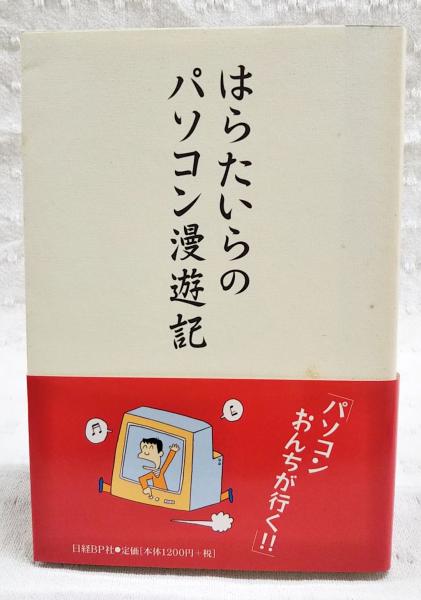 はらたいらの
パソコン漫遊記
「パソコン
おんちが行く!!」
日経BP社●定価[本体1200円+税]